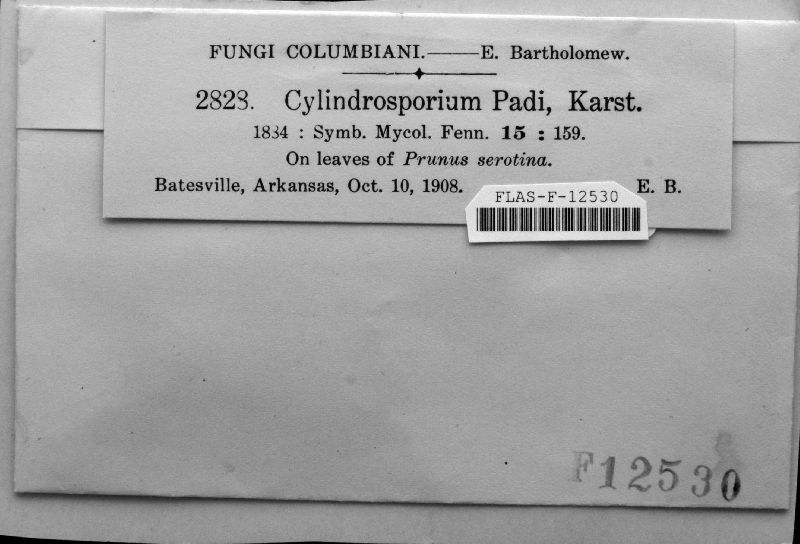 FUNGI COLUMBIANI.——E. Bartholomew.
2828. Cylindrosporium Padi, Karst.
1884 : Symb. Mycol. Fenn. 15 : 159.
On leaves of Prunus serotina.
Batesville, Arkansas, Oct. 10, 1908. E. B.
FLAS-F-12530
F12530